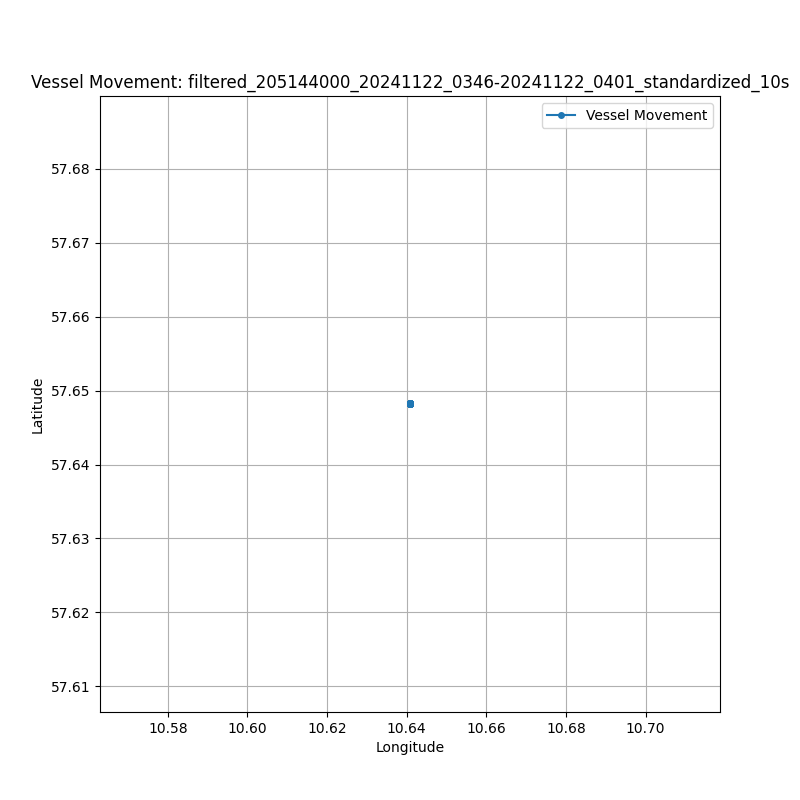 Vessel Movement: filtered_205144000_20241122_0346-20241122_0401_standardized_10s
Vessel Movement
57.68
57.67
57.66
57.65
57.64
57.63
57.62
57.61
Latitude
10.58 10.60 10.62 10.64 10.66 10.68 10.70
Longitude